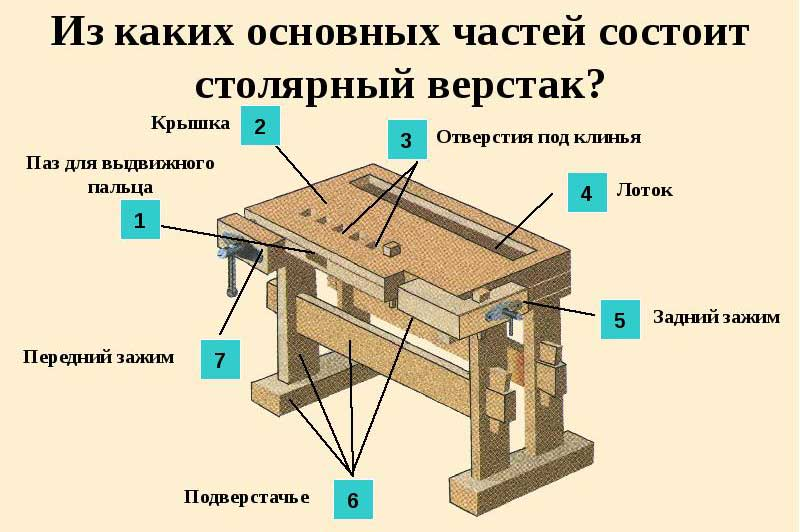 Из каких основных частей состоит
столярный верстак?
Крышка
2
3
Отверстия под клинья
Паз для выдвижного
пальца
1
4
Лоток
5
Задний зажим
Передний зажим
7
Подверстачье
6